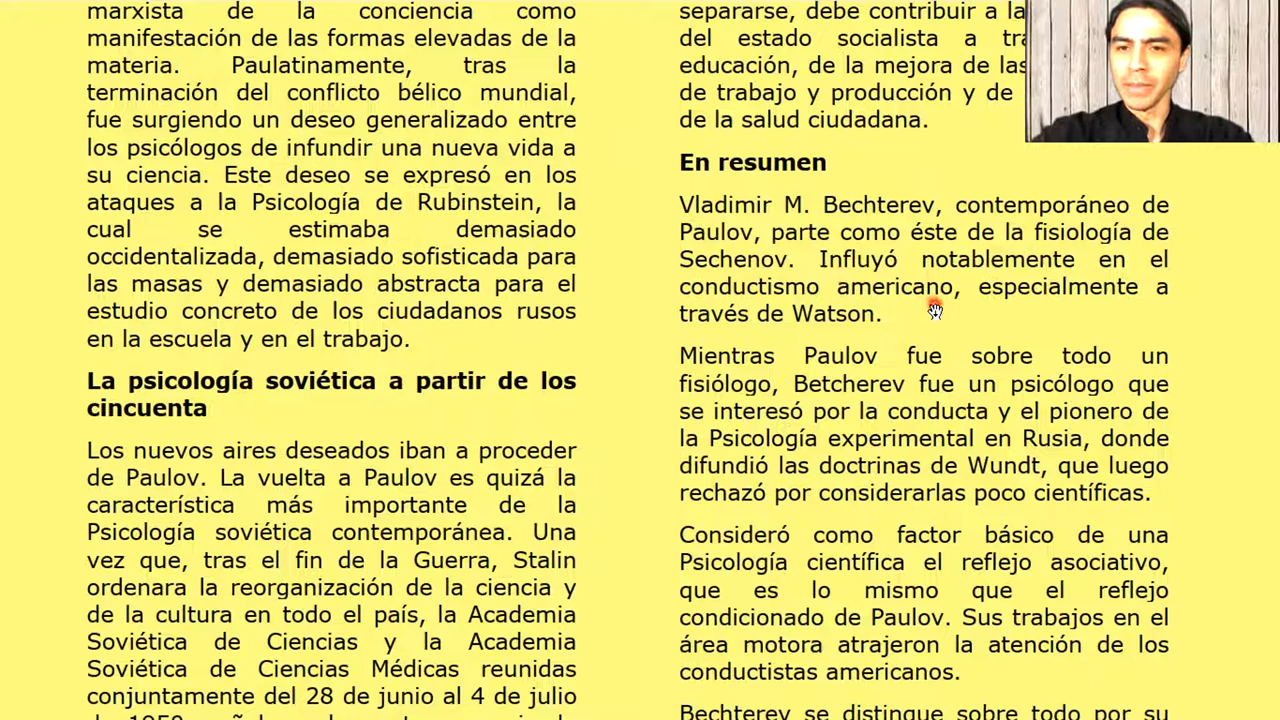 marxista de la conciencia como
manifestación de las formas elevadas de la
materia. Paulatinamente, tras la
terminación del conflicto bélico mundial,
fue surgiendo un deseo generalizado entre
los psicólogos de infundir una nueva vida a
su ciencia. Este deseo se expresó en los
ataques a la Psicología de Rubinstein, la
cual se estimaba demasiado
occidentalizada, demasiado sofisticada para
las masas y demasiado abstracta para el
estudio concreto de los ciudadanos rusos
en la escuela y en el trabajo.
La psicología soviética a partir de los
cincuenta
Los nuevos aires deseados iban a proceder
de Paulov. La vuelta a Paulov es quizá la
característica más importante de la
Psicología soviética contemporánea. Una
vez que, tras el fin de la Guerra, Stalin
ordenara la reorganización de la ciencia y
de la cultura en todo el país, la Academia
Soviética de Ciencias y la Academia
Soviética de Ciencias Médicas reunidas
conjuntamente del 28 de junio al 4 de julio
separarse, debe contribuir a la
del estado socialista a
educación, de la mejora de las
de trabajo y producción y de
de la salud ciudadana.
En resumen
Vladimir M. Bechterev, contemporáneo de
Paulov, parte como éste de la fisiología de
Sechenov. Influyó notablemente en el
conductismo americano, especialmente a
través de Watson.
Mientras Paulov fue sobre todo un
fisiólogo, Betcherev fue un psicólogo que
se interesó por la conducta y el pionero de
la Psicología experimental en Rusia, donde
difundió las doctrinas de Wundt, que luego
rechazó por considerarlas poco científicas.
Consideró como factor básico de una
Psicología científica el reflejo asociativo,
que es lo mismo que el reflejo
condicionado de Paulov. Sus trabajos en el
área motora atrajeron la atención de los
conductistas americanos.
Bechterev se distingue sobre todo por su